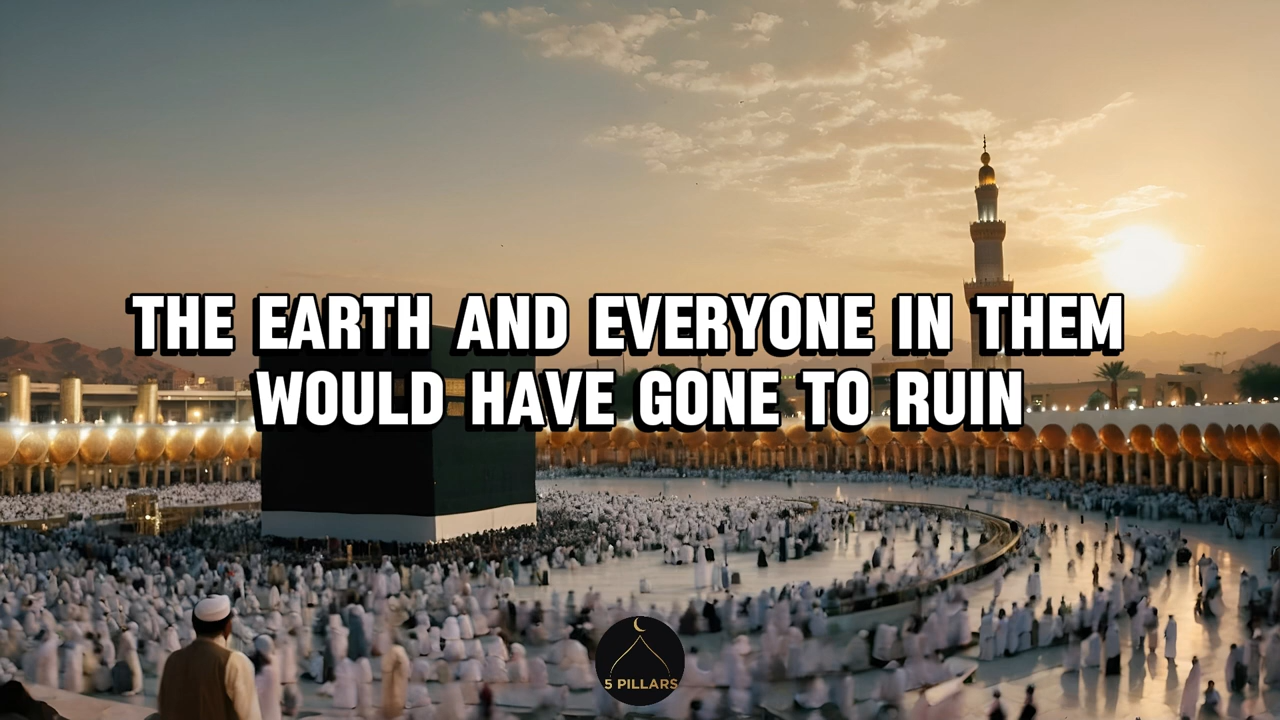 THE EARTH AND EVERYONE IN THEM
WOULD HAVE GONE TO RUIN
5 PILLARS